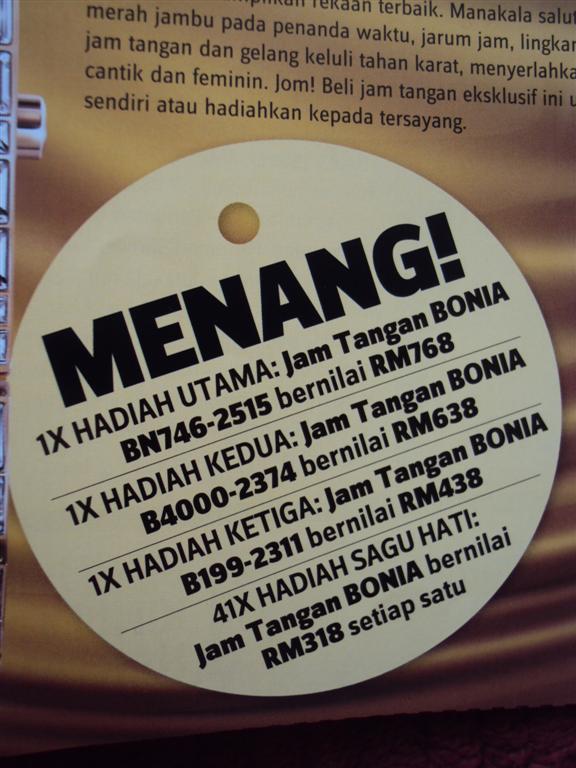 rekaan terbaik. Manakala
merah jambu pada penanda waktu, jarum jam,
jam tangan dan gelang keluli tahan karat,
cantik dan feminin. Jom! Beli jam tangan eksklusif ini
sendiri atau hadiahkan kepada tersayang.
MENANG!
1X HADIAH UTAMA: Jam Tangan BONIA
BN746-2515 bernilai RM768
1X HADIAH KEDUA: Jam Tangan BONIA
B4000-2374 bernilai RM638
1X HADIAH KETIGA: Jam Tangan BONIA
B199-2311 bernilai RM438
41X HADIAH SAGU HATI:
Jam Tangan BONIA bernilai
RM318 setiap satu